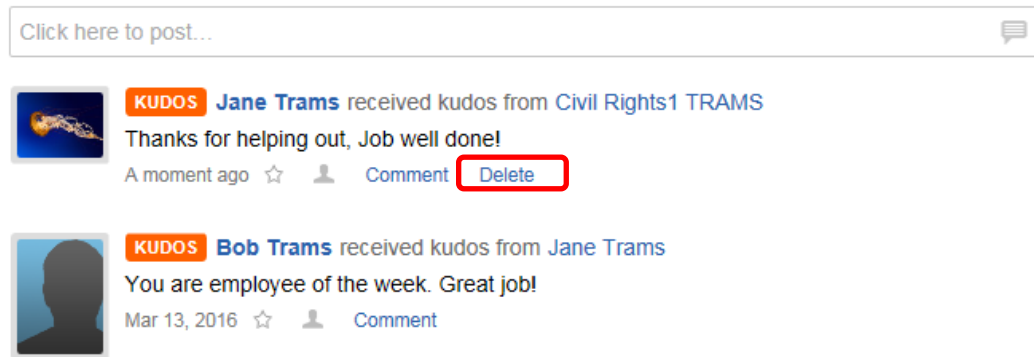 Click here to post...
KUDOS Jane Trams received kudos from Civil Rights1 TRAMS
Thanks for helping out, Job well done!
A moment ago Comment Delete
KUDOS Bob Trams received kudos from Jane Trams
You are employee of the week. Great job!
Mar 13, 2016 Comment